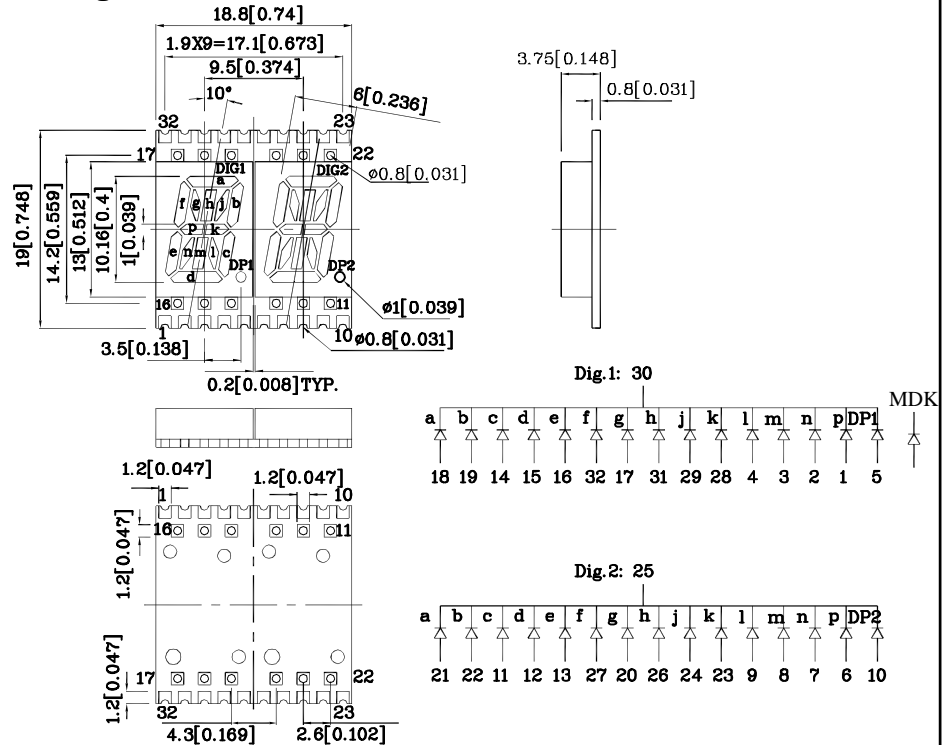 18.8[0.74]
1.9X9=17.1[0.673]
9.5[0.374]
10°
6[0.236]
32 23
17 22
DIG1 DIG2
ø0.8[0.031]
a
f g h j b
p k
e n m l c
d
DP1 DP2
16 11
1 10
19[0.748]
14.2[0.559]
13[0.512]
10.16[0.4]
1[0.039]
ø1[0.039]
ø0.8[0.031]
3.5[0.138]
0.2[0.008]TYP.
3.75[0.148]
0.8[0.031]
Dig.1: 30
a b c d e f g h j k l m n p DP1
18 19 14 15 16 32 17 31 29 28 4 3 2 1 5
MDK
1.2[0.047] 1.2[0.047]
1 10
16 11
1.2[0.047]
1.2[0.047]
17 22
32 23
4.3[0.169] 2.6[0.102]
Dig.2: 25
a b c d e f g h j k l m n p DP2
21 22 11 12 13 27 20 26 24 23 9 8 7 6 10